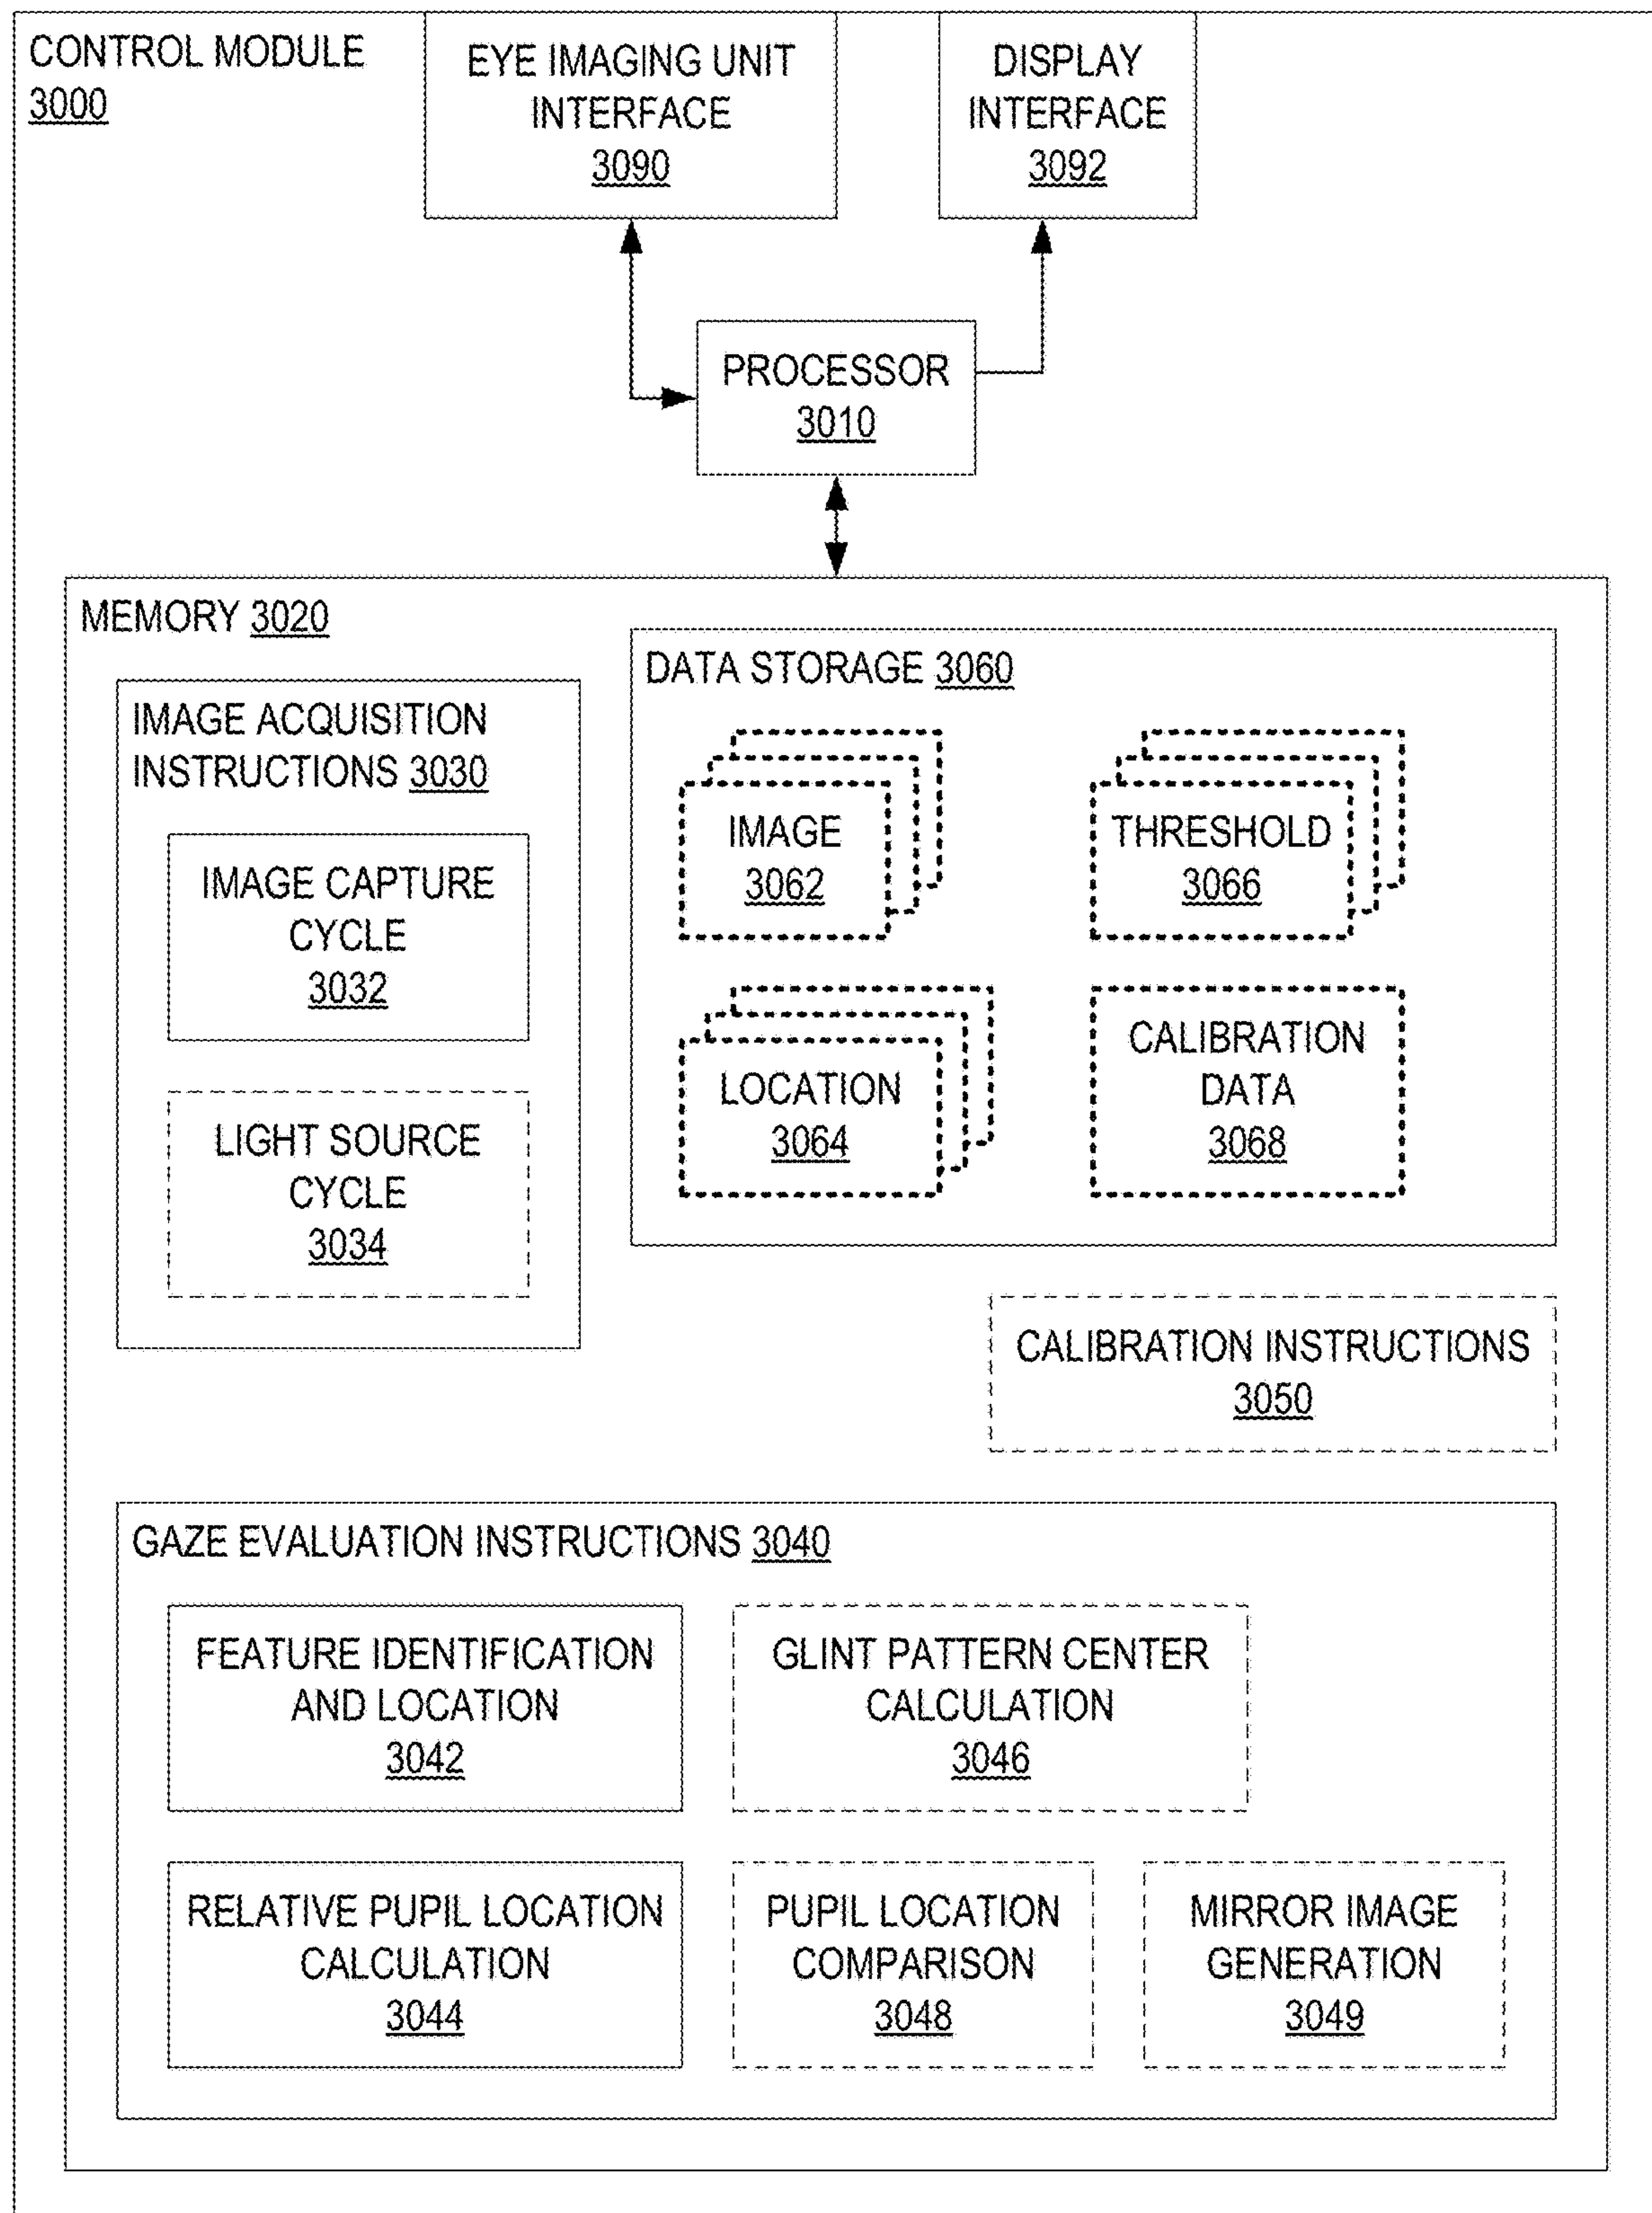 CONTROL MODULE
3000
EYE IMAGING UNIT
INTERFACE
3090
DISPLAY
INTERFACE
3092
PROCESSOR
3010
MEMORY 3020
IMAGE ACQUISITION
INSTRUCTIONS 3030
IMAGE CAPTURE
CYCLE
3032
LIGHT SOURCE
CYCLE
3034
DATA STORAGE 3060
IMAGE
3062
THRESHOLD
3066
LOCATION
3064
CALIBRATION
DATA
3068
CALIBRATION INSTRUCTIONS
3050
GAZE EVALUATION INSTRUCTIONS 3040
FEATURE IDENTIFICATION
AND LOCATION
3042
GLINT PATTERN CENTER
CALCULATION
3046
RELATIVE PUPIL LOCATION
CALCULATION
3044
PUPIL LOCATION
COMPARISON
3048
MIRROR IMAGE
GENERATION
3049